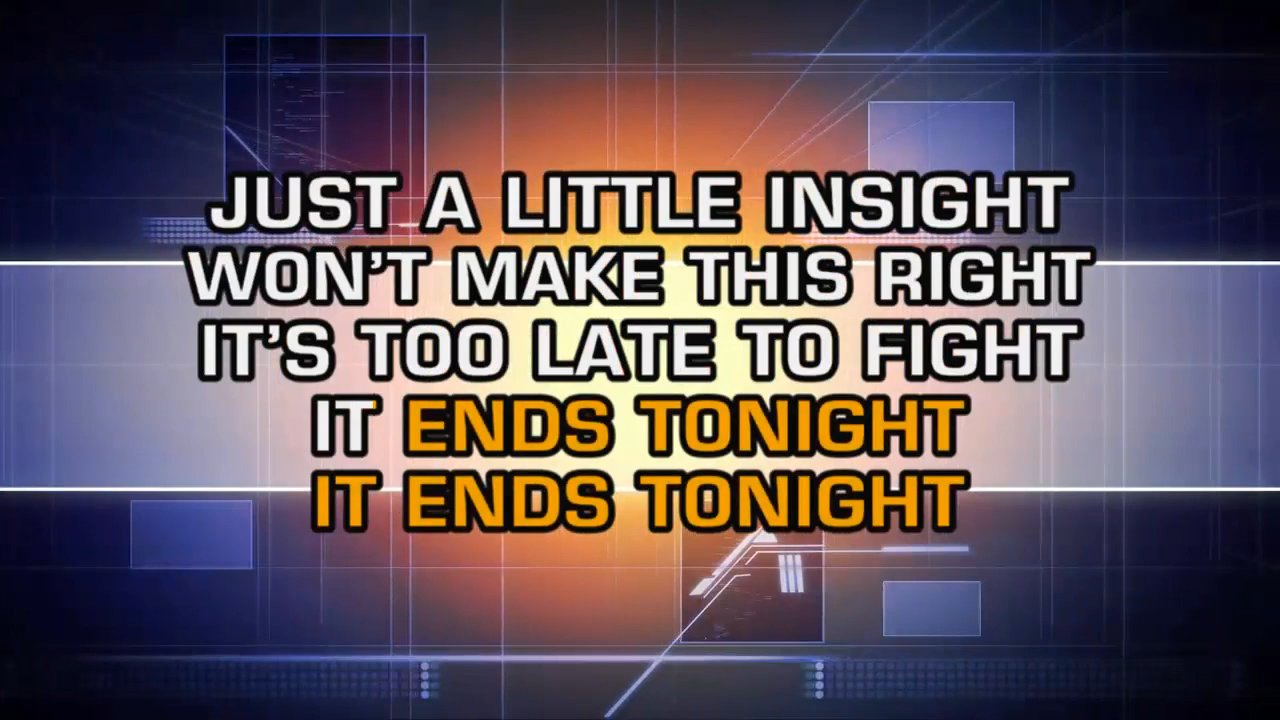 JUST A LITTLE INSIGHT
WON'T MAKE THIS RIGHT
IT'S TOO LATE TO FIGHT
IT ENDS TONIGHT
IT ENDS TONIGHT